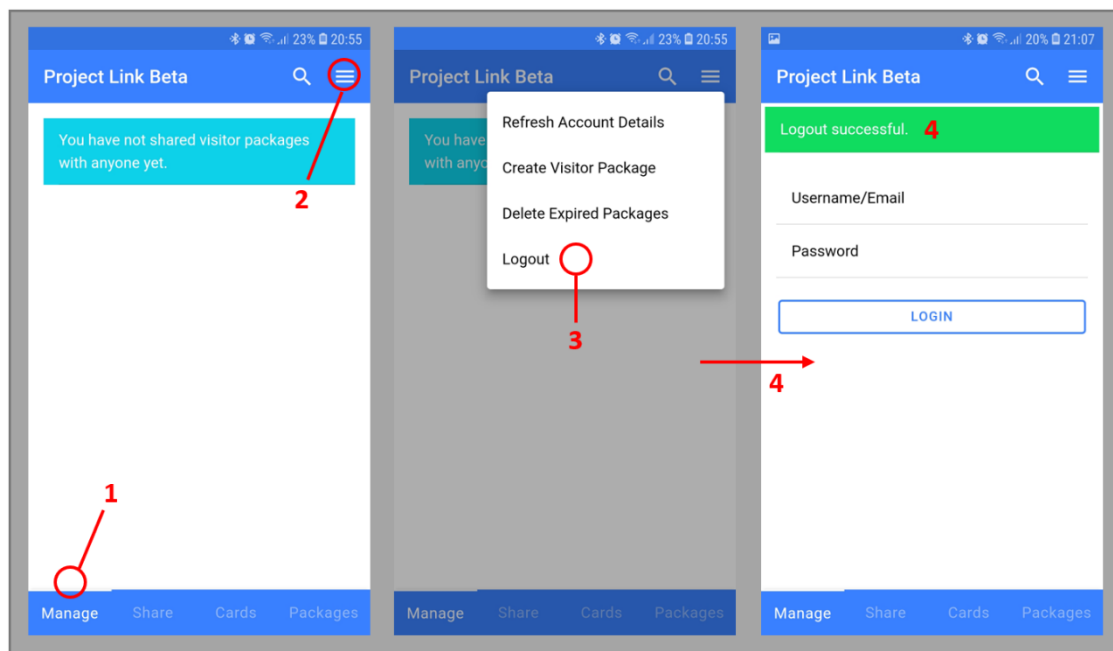 23% 20:55
Project Link Beta
You have not shared visitor packages
with anyone yet.
2
1
Manage Share Cards Packages
23% 20:55
Project Link Beta
You have
with anyo
Refresh Account Details
Create Visitor Package
Delete Expired Packages
Logout
3
4
Manage Share Cards Packages
20% 21:07
Project Link Beta
Logout successful. 4
Username/Email
Password
LOGIN
Manage Share Cards Packages